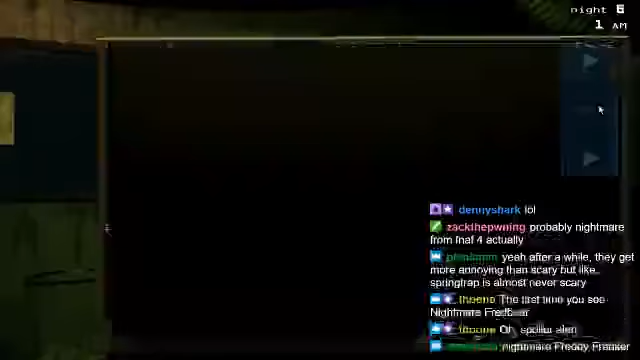 night 6
1 AM
dennyshark lol
zackthepwning probably nightmare
from fnaf 4 actually
yeah after a while, they get
more annoying than scary but like
springtrap is almost never scary
The first time you see
Nightmare
Oh, spoiler alert
nightmare Freddy Freaker